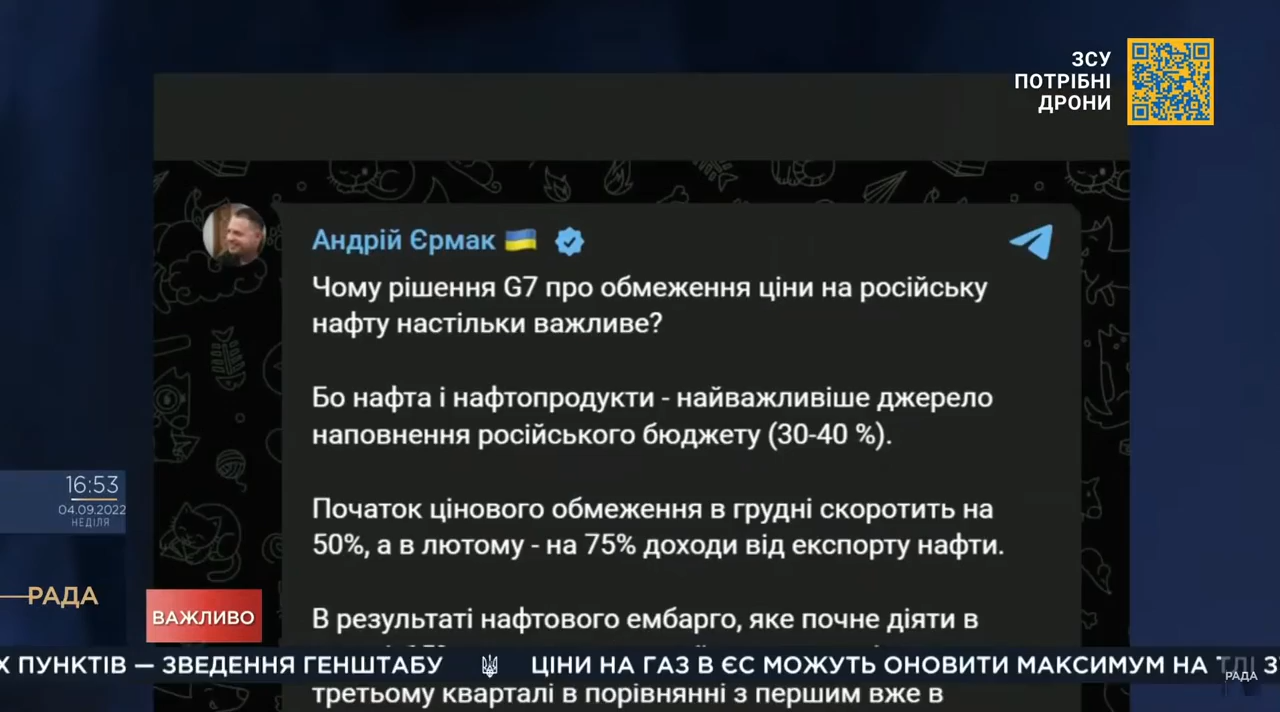 ЗСУ
ПОТРІБНІ
ДРОНИ
Андрій Єрмак
Чому рішення G7 про обмеження ціни на російську
нафту настільки важливе?
Бо нафта і нафтопродукти - найважливіше джерело
наповнення російського бюджету (30-40 %).
Початок цінового обмеження в грудні скоротить на
50%, а в лютому - на 75% доходи від експорту нафти.
В результаті нафтового ембарго, яке почне діяти в
16:53
04.09.2022
НЕДІЛЯ
РАДА
ВАЖЛИВО
Х ПУНКТІВ — ЗВЕДЕННЯ ГЕНШТАБУ ЦІНИ НА ГАЗ В ЄС МОЖУТЬ ОНОВИТИ МАКСИМУМ НА
РАДА
третьому кварталі в порівнянні з першим вже в